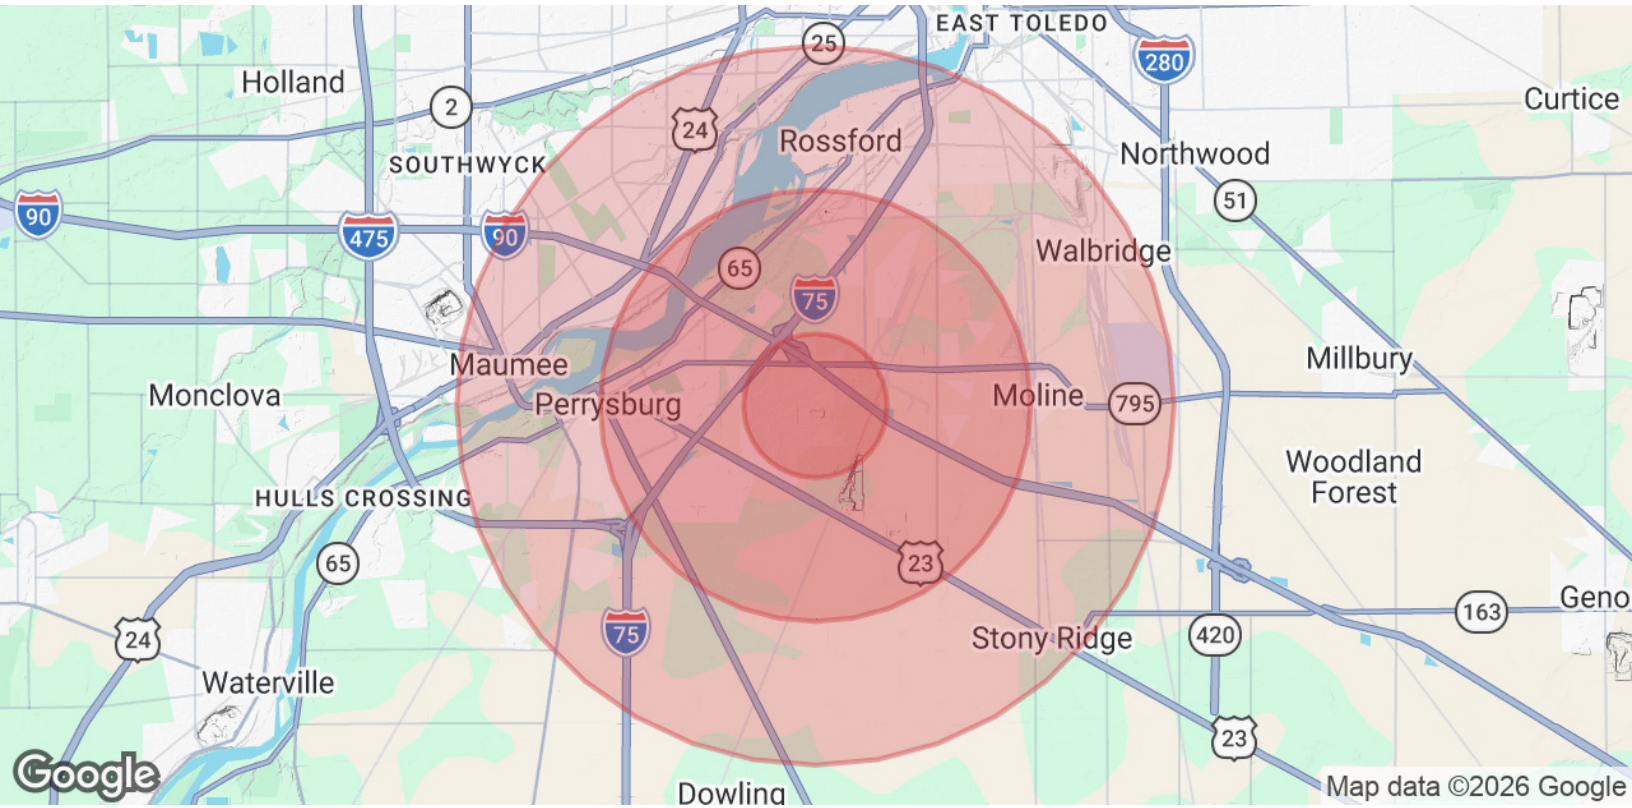 EAST TOLEDO
25
280
Holland
Curtice
2
24
Rossford
Northwood
SOUTHWYCK
51
90
475
90
Walbridge
65
75
Maumee
Millbury
Monclova
Perrysburg
Moline
795
Woodland
Forest
HULLS CROSSING
65
23
Geno
163
24
75
Stony Ridge
420
Waterville
23
Google
Dowling
Map data ©2026 Google